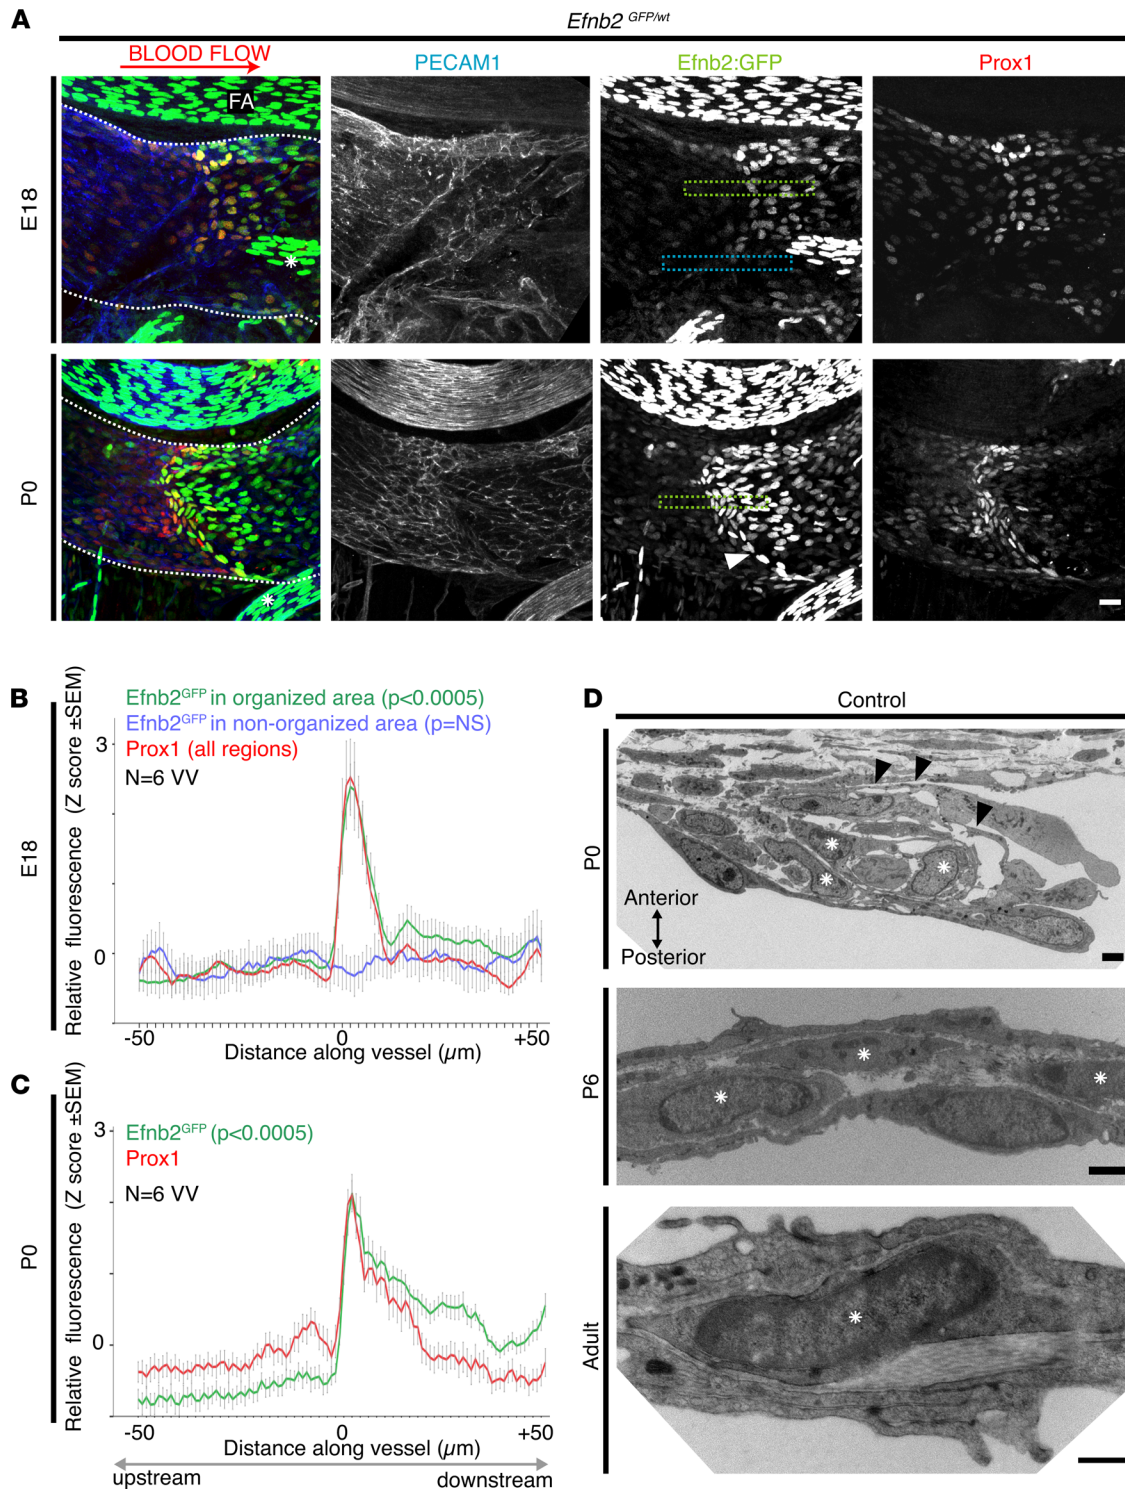 A
Efnb2 GFP/wt
BLOOD FLOW
PECAM1
Efnb2:GFP
Prox1
FA
E18
*
P0
*
B
Efnb2GFP in organized area (p<0.0005)
Efnb2GFP in non-organized area (p=NS)
Prox1 (all regions)
N=6 VV
E18
Relative fluorescence (Z score ±SEM)
3
0
-50
0
+50
Distance along vessel (µm)
C
Efnb2GFP (p<0.0005)
Prox1
N=6 VV
P0
Relative fluorescence (Z score ±SEM)
3
0
-50
0
+50
Distance along vessel (µm)
upstream
downstream
D
Control
P0
*
*
*
Anterior
Posterior
P6
*
*
*
Adult
*